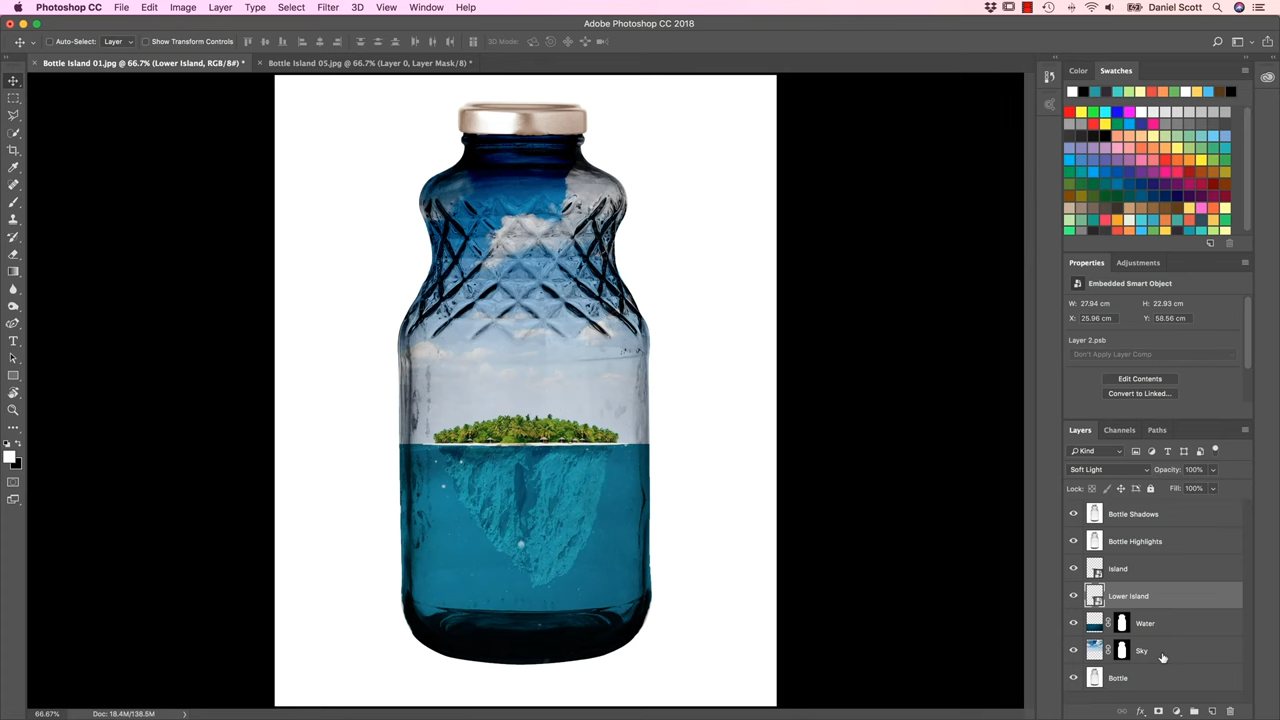 Photoshop CC File Edit Image Layer Type Select Filter 3D View Window Help Daniel Scott
Adobe Photoshop CC 2018
Auto-Select: Layer Show Transform Controls 3D Mode:
Bottle Island 01.jpg @ 66.7% (Lower Island, RGB/8#) * Bottle Island 05.jpg @ 66.7% (Layer 0, Layer Mask/8) *
Color Swatches
Properties Adjustments
Embedded Smart Object
W: 27.94 cm H: 22.93 cm
X: 25.96 cm Y: 58.56 cm
Layer 2.psb
Don't Apply Layer Comp
Edit Contents
Convert to Linked...
Layers Channels Paths
Kind
Soft Light Opacity: 100%
Lock: Fill: 100%
Bottle Shadows
Bottle Highlights
Island
Lower Island
Water
Sky
Bottle
66.67% Doc: 18.4M/138.5M
fx